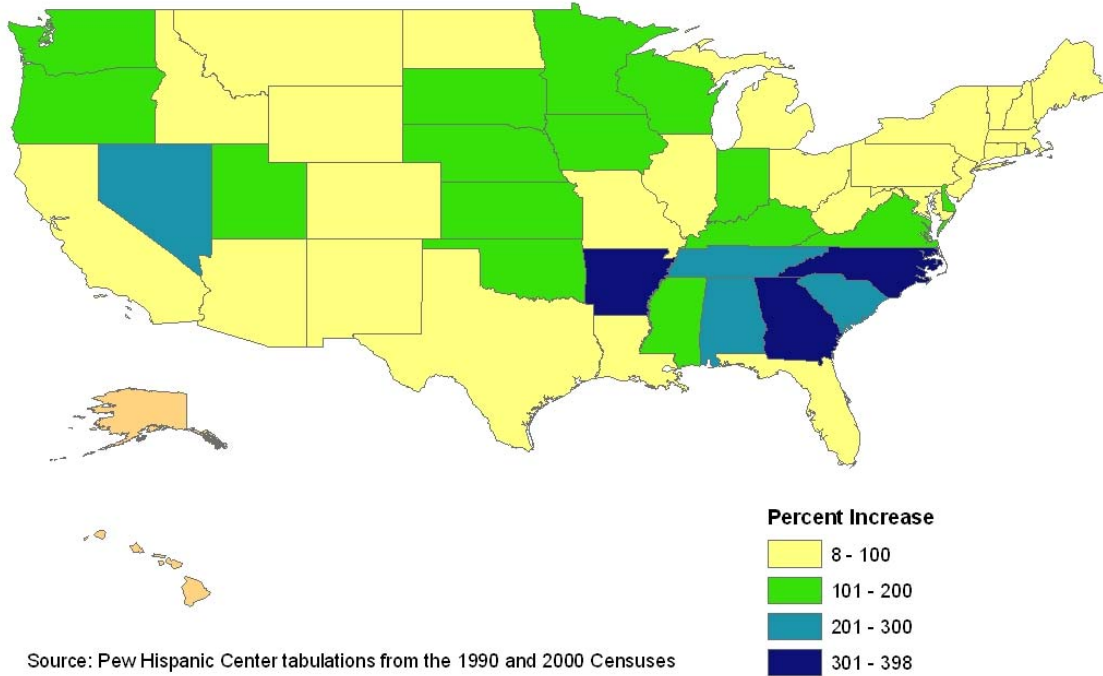 Percent Increase
8 - 100
101 - 200
201 - 300
301 - 398
Source: Pew Hispanic Center tabulations from the 1990 and 2000 Censuses